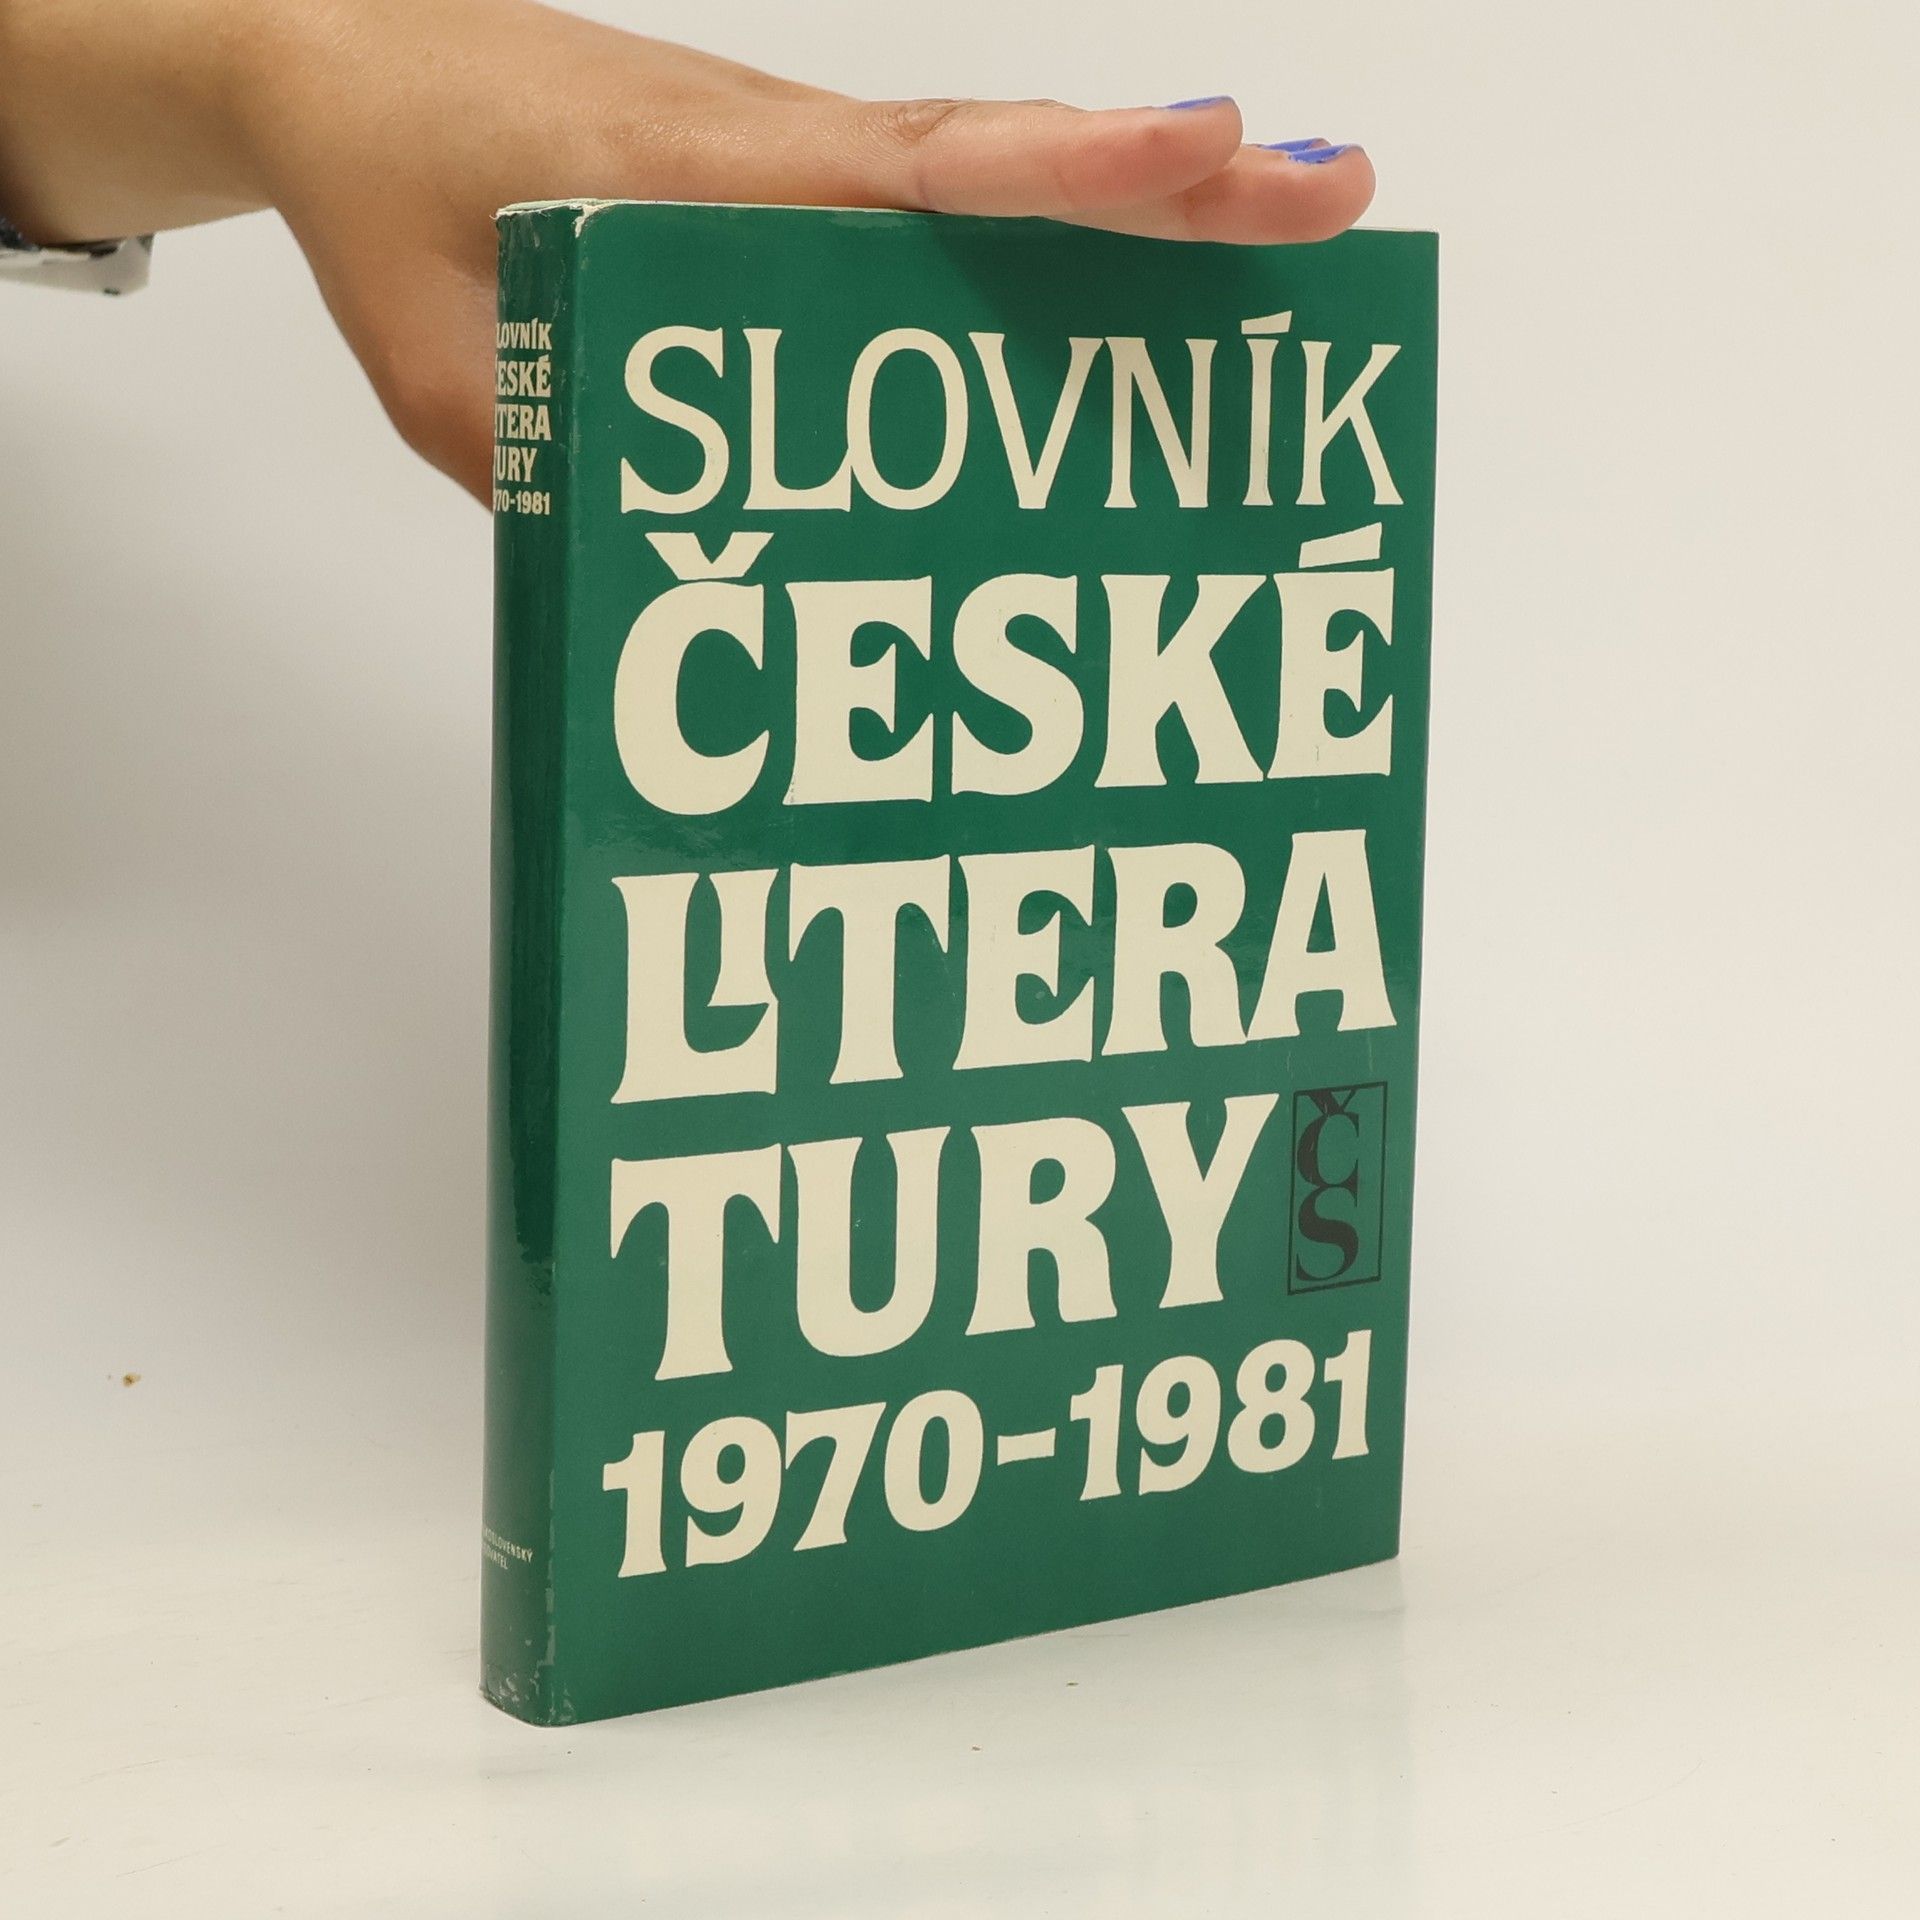 SLOVNÍK
ČESKÉ
LITERA
TURY
1970-1981
ČS
SLOVNÍK
ČESKÉ
LITERA
TURY
1970-1981